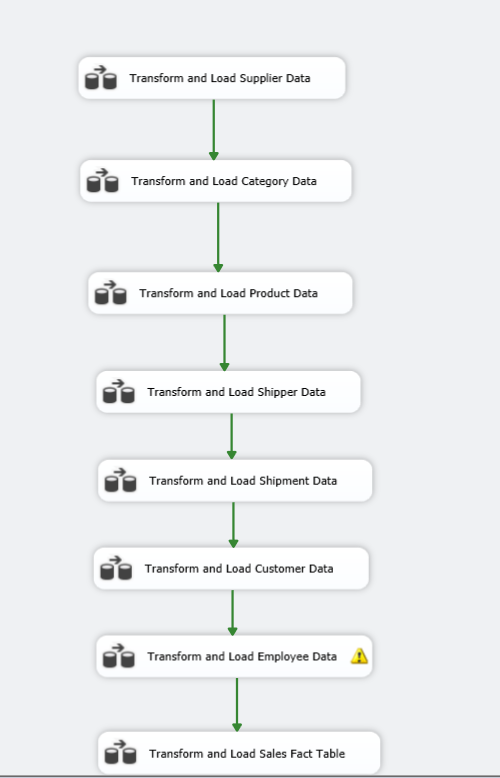 Transform and Load Supplier Data
Transform and Load Category Data
Transform and Load Product Data
Transform and Load Shipper Data
Transform and Load Shipment Data
Transform and Load Customer Data
Transform and Load Employee Data
Transform and Load Sales Fact Table